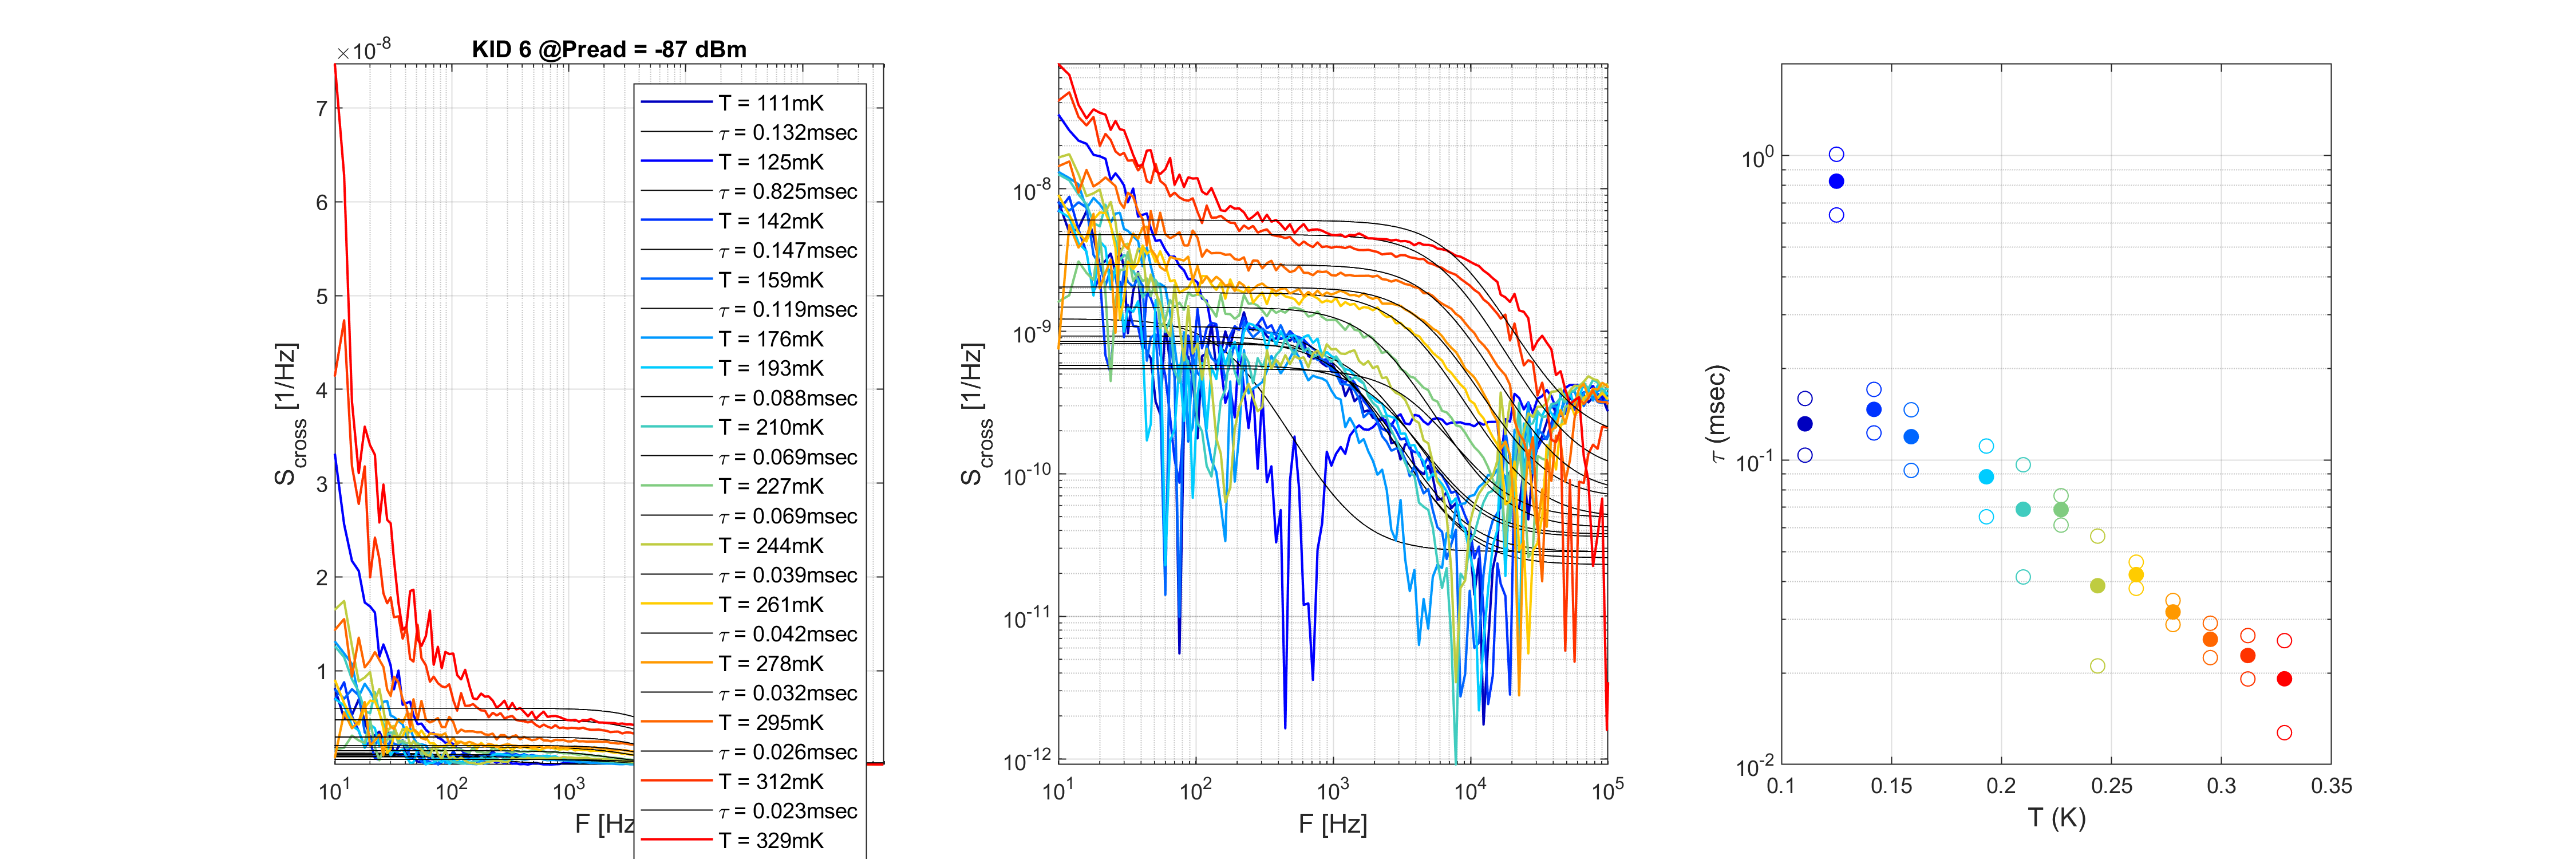 ×10⁻⁸
KID 6 @Pread = -87 dBm
7
6
5
4
3
2
1
S_cross [1/Hz]
10¹
10²
10³
F [Hz
T = 111mK
τ = 0.132msec
T = 125mK
τ = 0.825msec
T = 142mK
τ = 0.147msec
T = 159mK
τ = 0.119msec
T = 176mK
T = 193mK
τ = 0.088msec
T = 210mK
τ = 0.069msec
T = 227mK
τ = 0.069msec
T = 244mK
τ = 0.039msec
T = 261mK
τ = 0.042msec
T = 278mK
τ = 0.032msec
T = 295mK
τ = 0.026msec
T = 312mK
τ = 0.023msec
T = 329mK
10⁻⁸
10⁻⁹
10⁻¹⁰
10⁻¹¹
10⁻¹²
S_cross [1/Hz]
10¹
10²
10³
10⁴
10⁵
F [Hz]
10⁰
10⁻¹
10⁻²
τ (msec)
0.1
0.15
0.2
0.25
0.3
0.35
T (K)